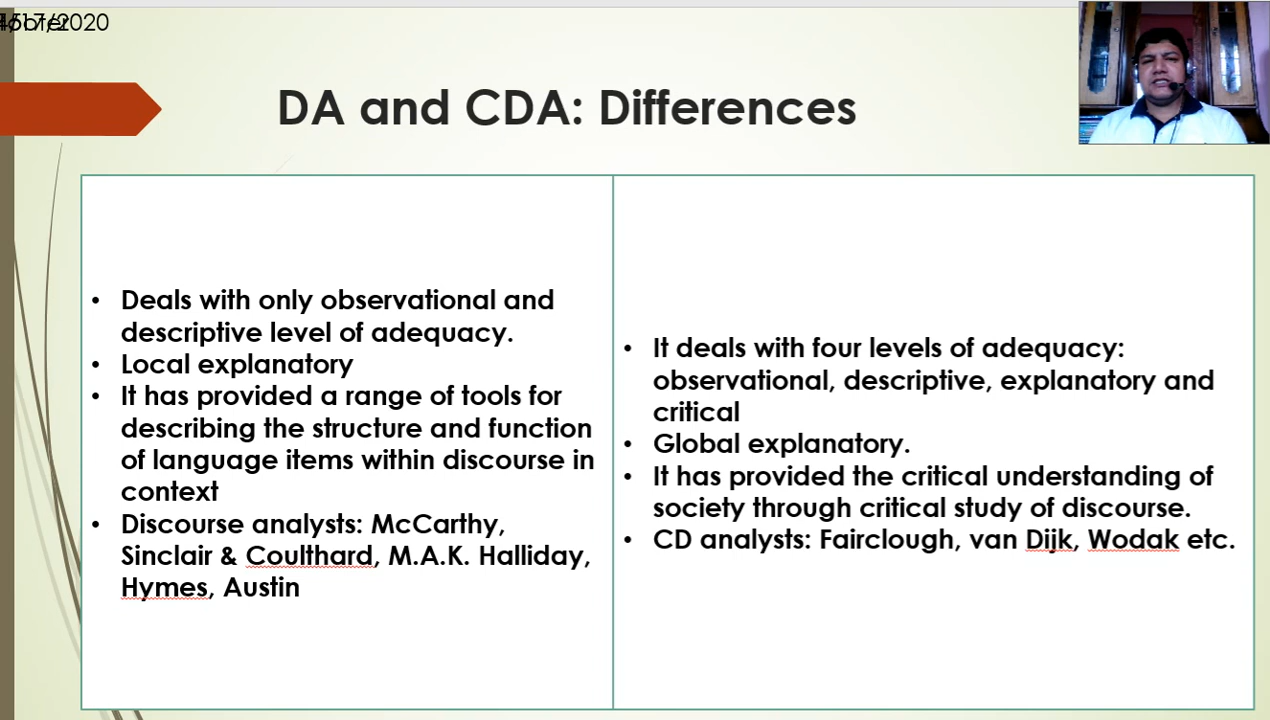 /17/2020
DA and CDA: Differences
• Deals with only observational and
descriptive level of adequacy.
• Local explanatory
• It has provided a range of tools for
describing the structure and function
of language items within discourse in
context
• Discourse analysts: McCarthy,
Sinclair & Coulthard, M.A.K. Halliday,
Hymes, Austin
• It deals with four levels of adequacy:
observational, descriptive, explanatory and
critical
• Global explanatory.
• It has provided the critical understanding of
society through critical study of discourse.
• CD analysts: Fairclough, van Dijk, Wodak etc.